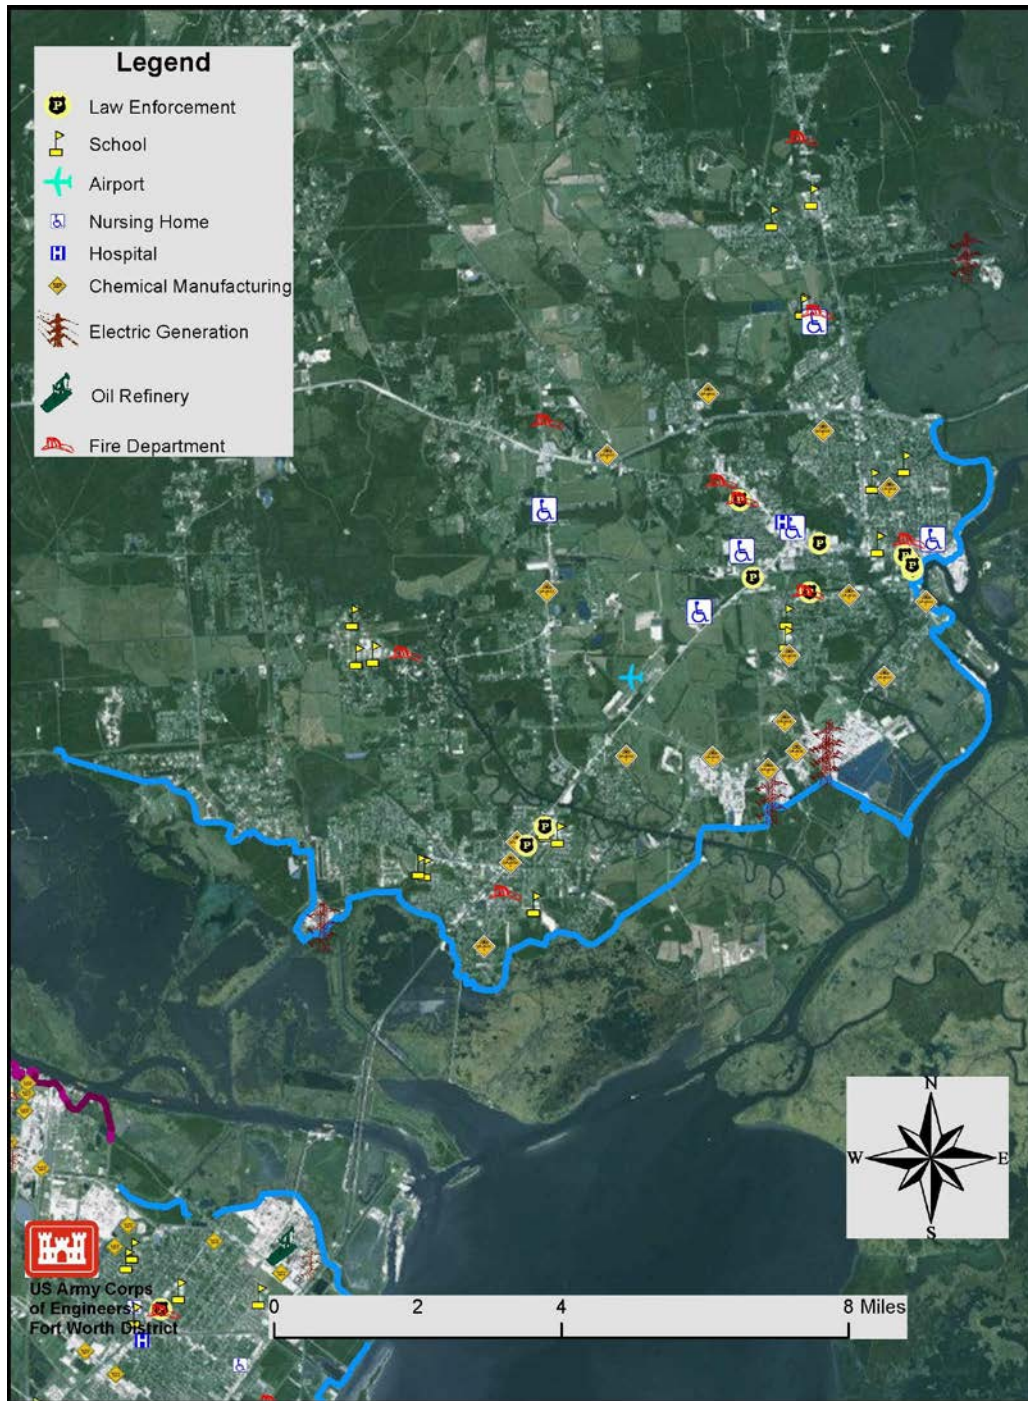 Legend
Law Enforcement
School
Airport
Nursing Home
Hospital
Chemical Manufacturing
Electric Generation
Oil Refinery
Fire Department
N
W E
S
US Army Corps
of Engineers
Fort Worth District
0 2 4 8 Miles